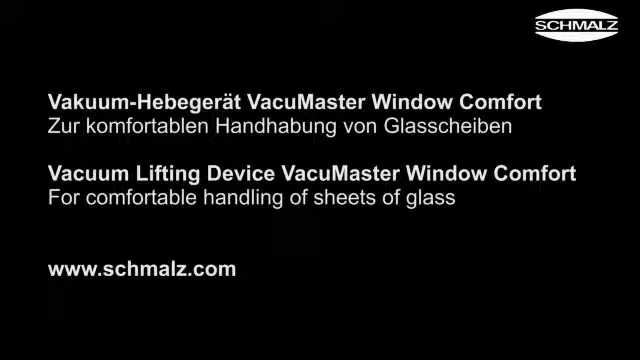 SCHMALZ
Vakuum-Hebegerät VacuMaster Window Comfort
Zur komfortablen Handhabung von Glasscheiben
Vacuum Lifting Device VacuMaster Window Comfort
For comfortable handling of sheets of glass
www.schmalz.com